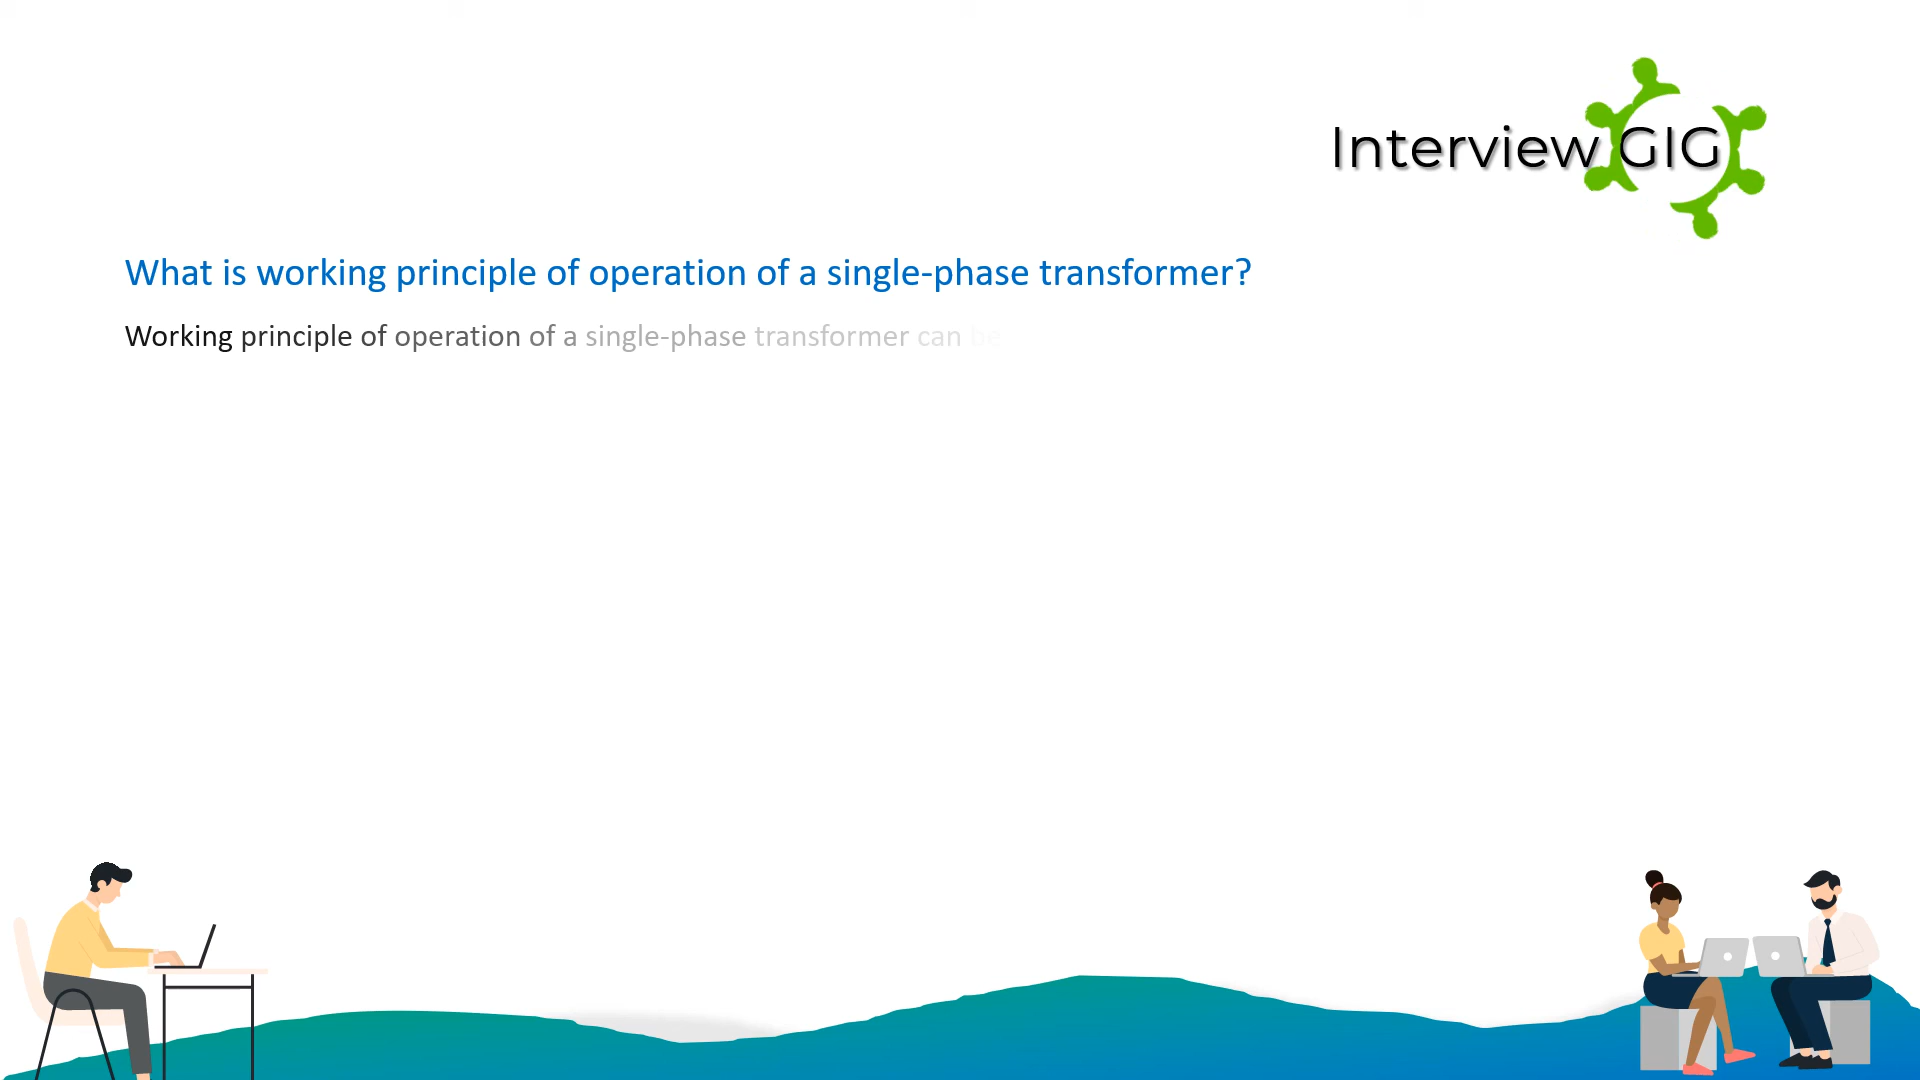 Interview GIG
What is working principle of operation of a single-phase transformer?
Working principle of operation of a single-phase transformer can be